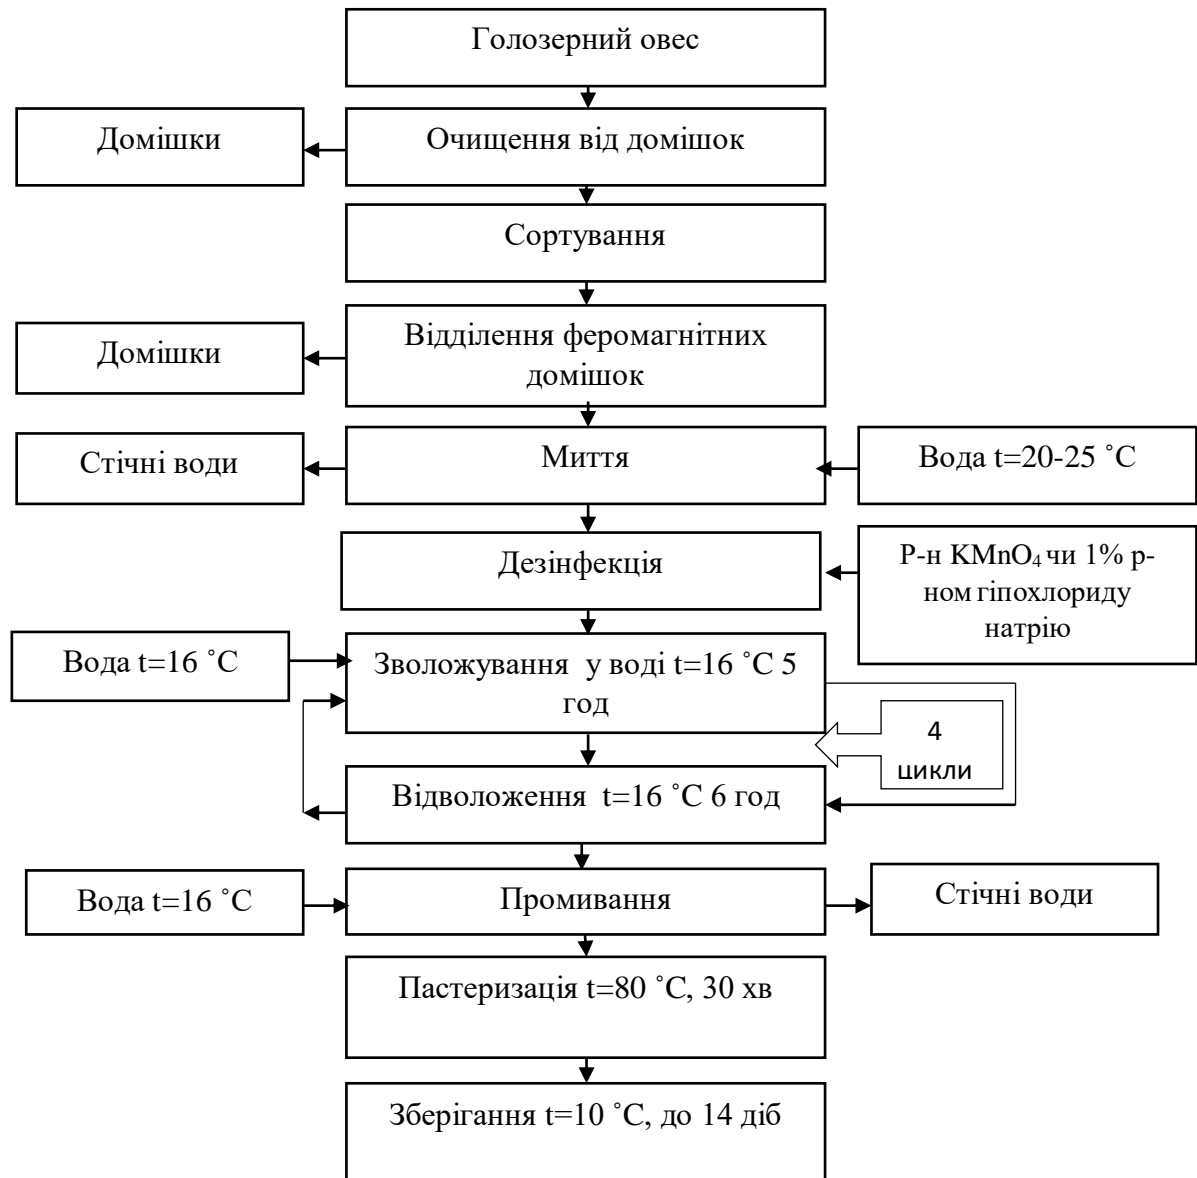 Голозерний овес
Домішки
Очищення від домішок
Сортування
Домішки
Відділення феромагнітних
домішок
Стічні води
Миття
Вода t=20-25 ˚С
Дезінфекція
Р-н KMnO₄ чи 1% р-
ном гіпохлориду
натрію
Вода t=16 ˚С
Зволожування у воді t=16 ˚С 5
год
4
цикли
Відволоження t=16 ˚С 6 год
Вода t=16 ˚С
Промивання
Стічні води
Пастеризація t=80 ˚С, 30 хв
Зберігання t=10 ˚С, до 14 діб